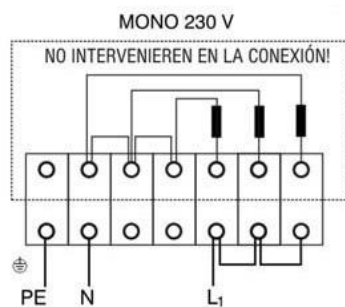 MONO 230 V
NO INTERVENIEREN EN LA CONEXIÓN!
PE N L₁